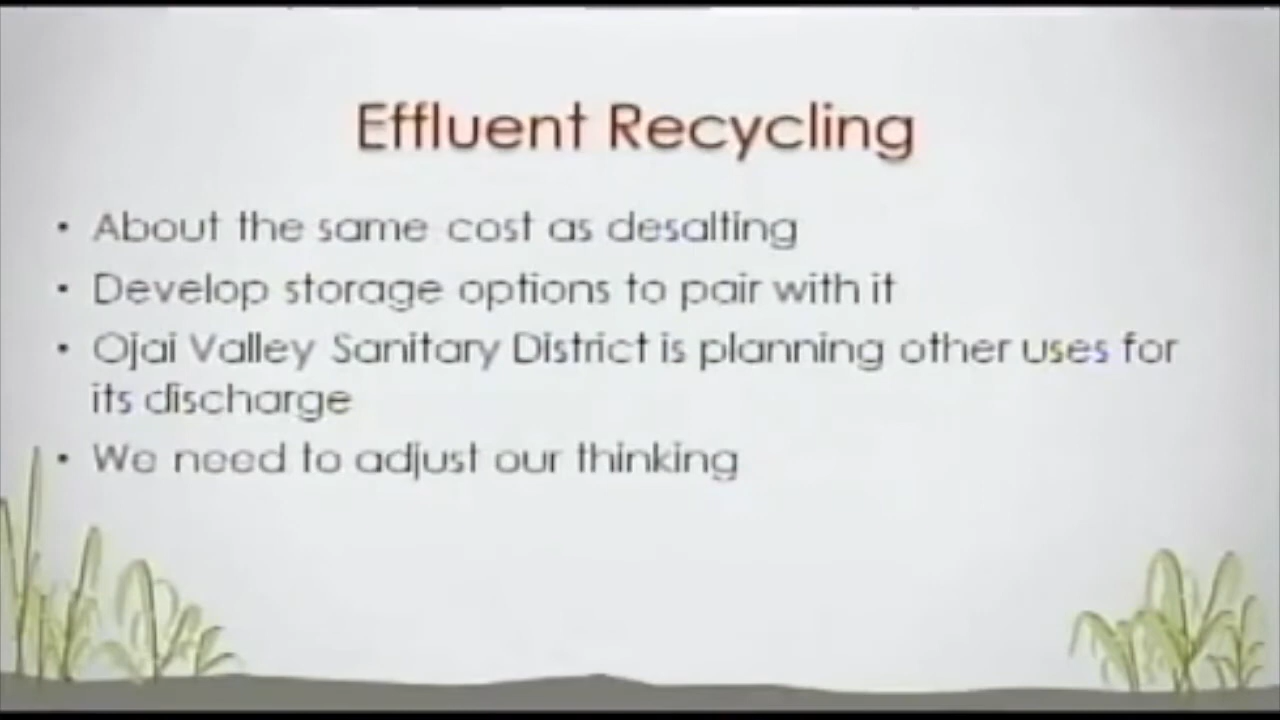 Effluent Recycling
• About the same cost as desalting
• Develop storage options to pair with it
• Ojai Valley Sanitary District is planning other uses for
its discharge
• We need to adjust our thinking